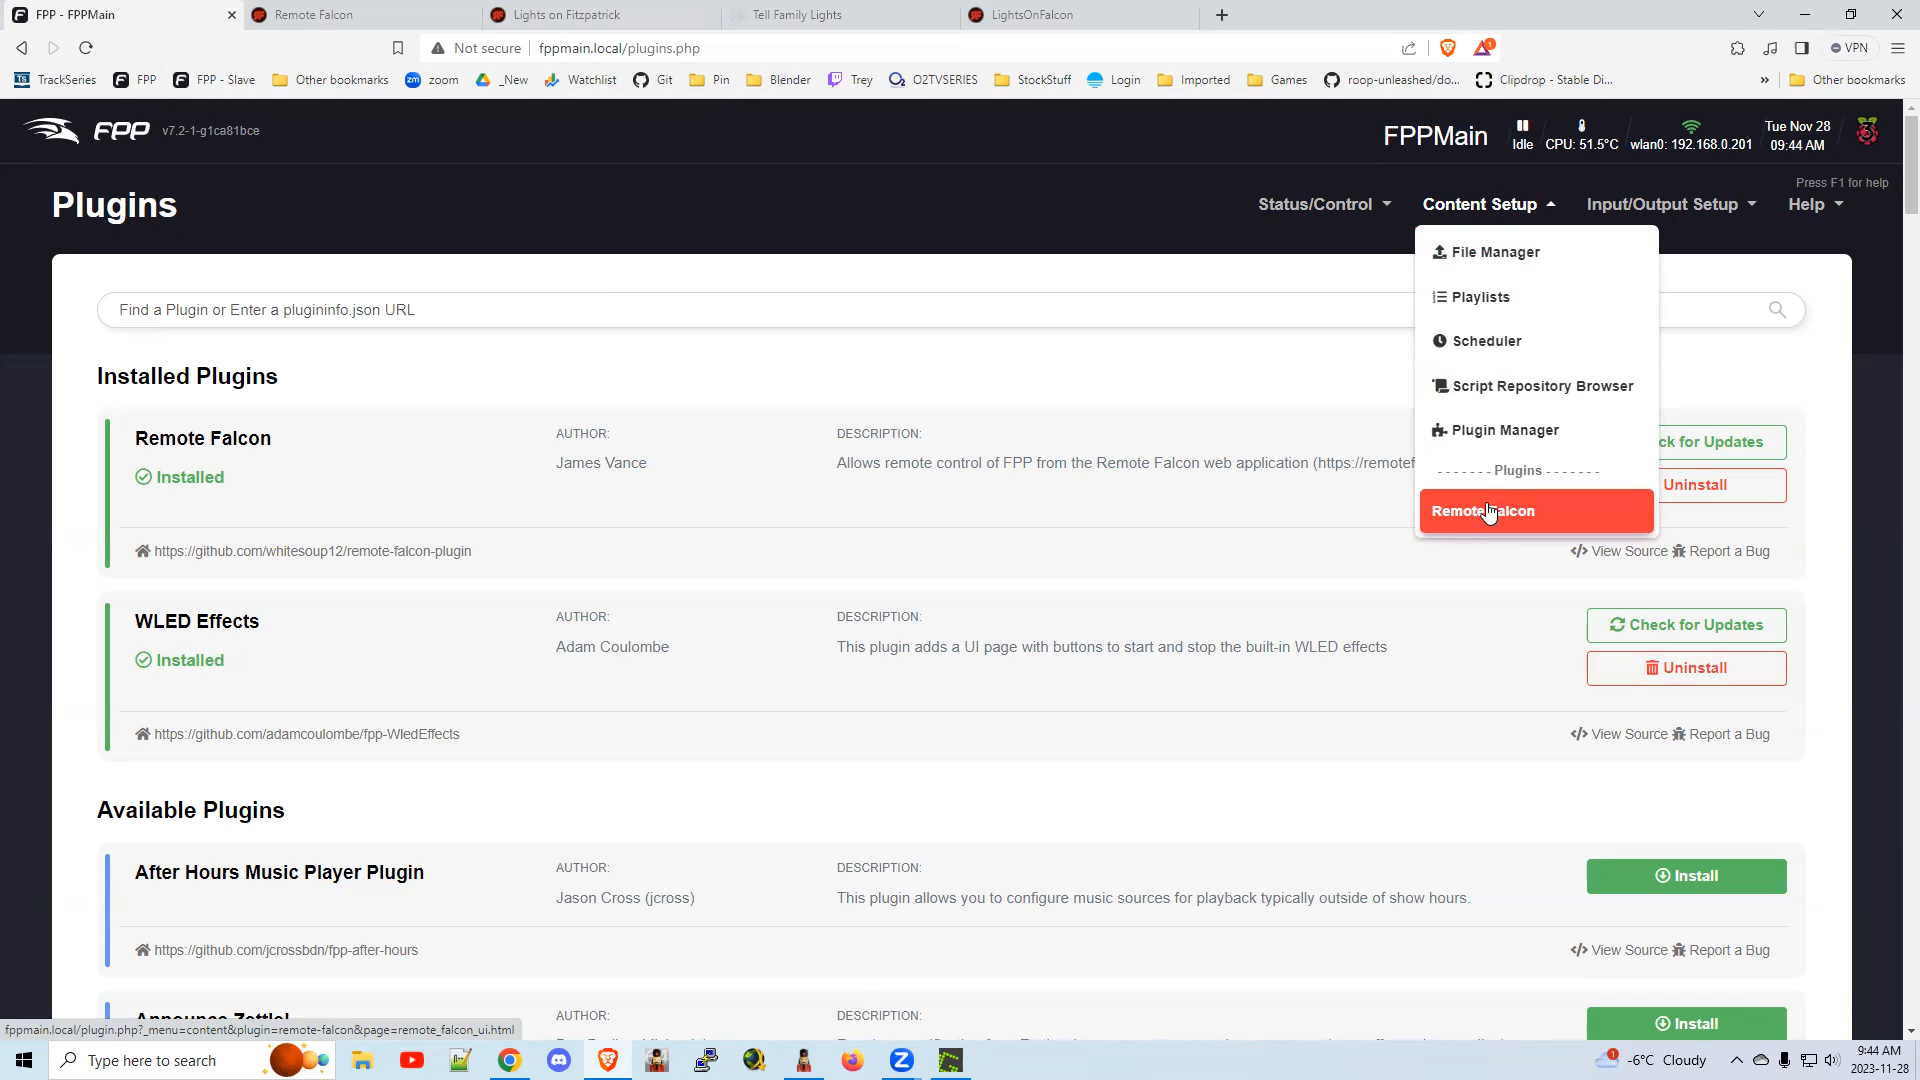 FPP - FPPMain
Remote Falcon
Lights on Fitzpatrick
Tell Family Lights
LightsOnFalcon
Not secure
fppmain.local/plugins.php
1
VPN
TrackSeries
FPP
FPP - Slave
Other bookmarks
zoom
_New
Watchlist
Git
Pin
Blender
Trey
O2TVSERIES
StockStuff
Login
Imported
Games
roop-unleashed/do...
Clipdrop - Stable Di...
»
Other bookmarks
FPP
v7.2-1-g1ca81bce
FPPMain
Idle
CPU: 51.5°C
wlan0: 192.168.0.201
Tue Nov 28
09:44 AM
Press F1 for help
Plugins
Status/Control
Content Setup
Input/Output Setup
Help
File Manager
Playlists
Scheduler
Script Repository Browser
Plugin Manager
- - - - - - - Plugins - - - - - - -
Remote Falcon
Find a Plugin or Enter a plugininfo.json URL
Installed Plugins
Remote Falcon
Installed
AUTHOR:
James Vance
DESCRIPTION:
Allows remote control of FPP from the Remote Falcon web application (https://remotef
ck for Updates
Uninstall
https://github.com/whitesoup12/remote-falcon-plugin
View Source
Report a Bug
WLED Effects
Installed
AUTHOR:
Adam Coulombe
DESCRIPTION:
This plugin adds a UI page with buttons to start and stop the built-in WLED effects
Check for Updates
Uninstall
https://github.com/adamcoulombe/fpp-WledEffects
View Source
Report a Bug
Available Plugins
After Hours Music Player Plugin
AUTHOR:
Jason Cross (jcross)
DESCRIPTION:
This plugin allows you to configure music sources for playback typically outside of show hours.
Install
https://github.com/jcrossbdn/fpp-after-hours
View Source
Report a Bug
AUTHOR:
DESCRIPTION:
Install
fppmain.local/plugin.php?_menu=content&plugin=remote-falcon&page=remote_falcon_ui.html
Type here to search
1
-6°C Cloudy
9:44 AM
2023-11-28